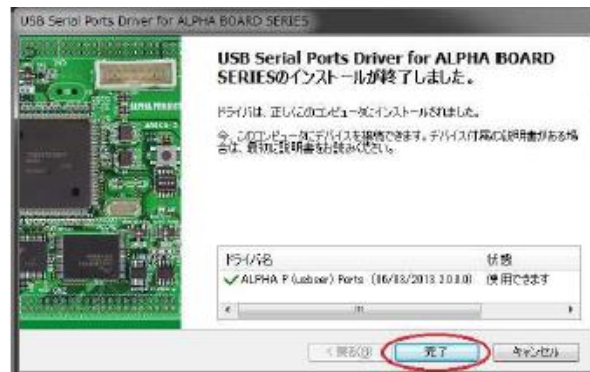 USB Serial Ports Driver for ALPHA BOARD SERIES
USB Serial Ports Driver for ALPHA BOARD
SERIESのインストールが終了しました。
ドライバは、正しくこのコンピュータにインストールされました。
今、このコンピュータにデバイスを接続できます。デバイス付属の説明書がある場
合は、最初に説明書をお読みください。
ドライバ名
状態
ALPHA P (usbser) Ports (06/03/2013 2.0.0.0)
使用できます
< 戻る(B)
完了
キャンセル